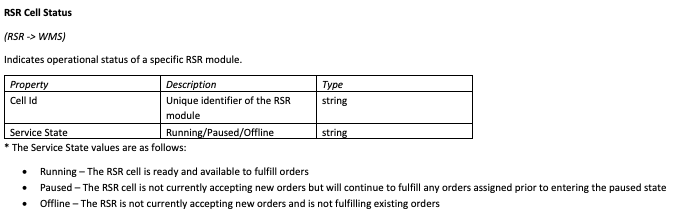 RSR Cell Status
(RSR -> WMS)
Indicates operational status of a specific RSR module.
Property Description Type
Cell Id Unique identifier of the RSR string
module
Service State Running/Paused/Offline string
* The Service State values are as follows:
• Running – The RSR cell is ready and available to fulfill orders
• Paused – The RSR cell is not currently accepting new orders but will continue to fulfill any orders assigned prior to entering the paused state
• Offline – The RSR is not currently accepting new orders and is not fulfilling existing orders